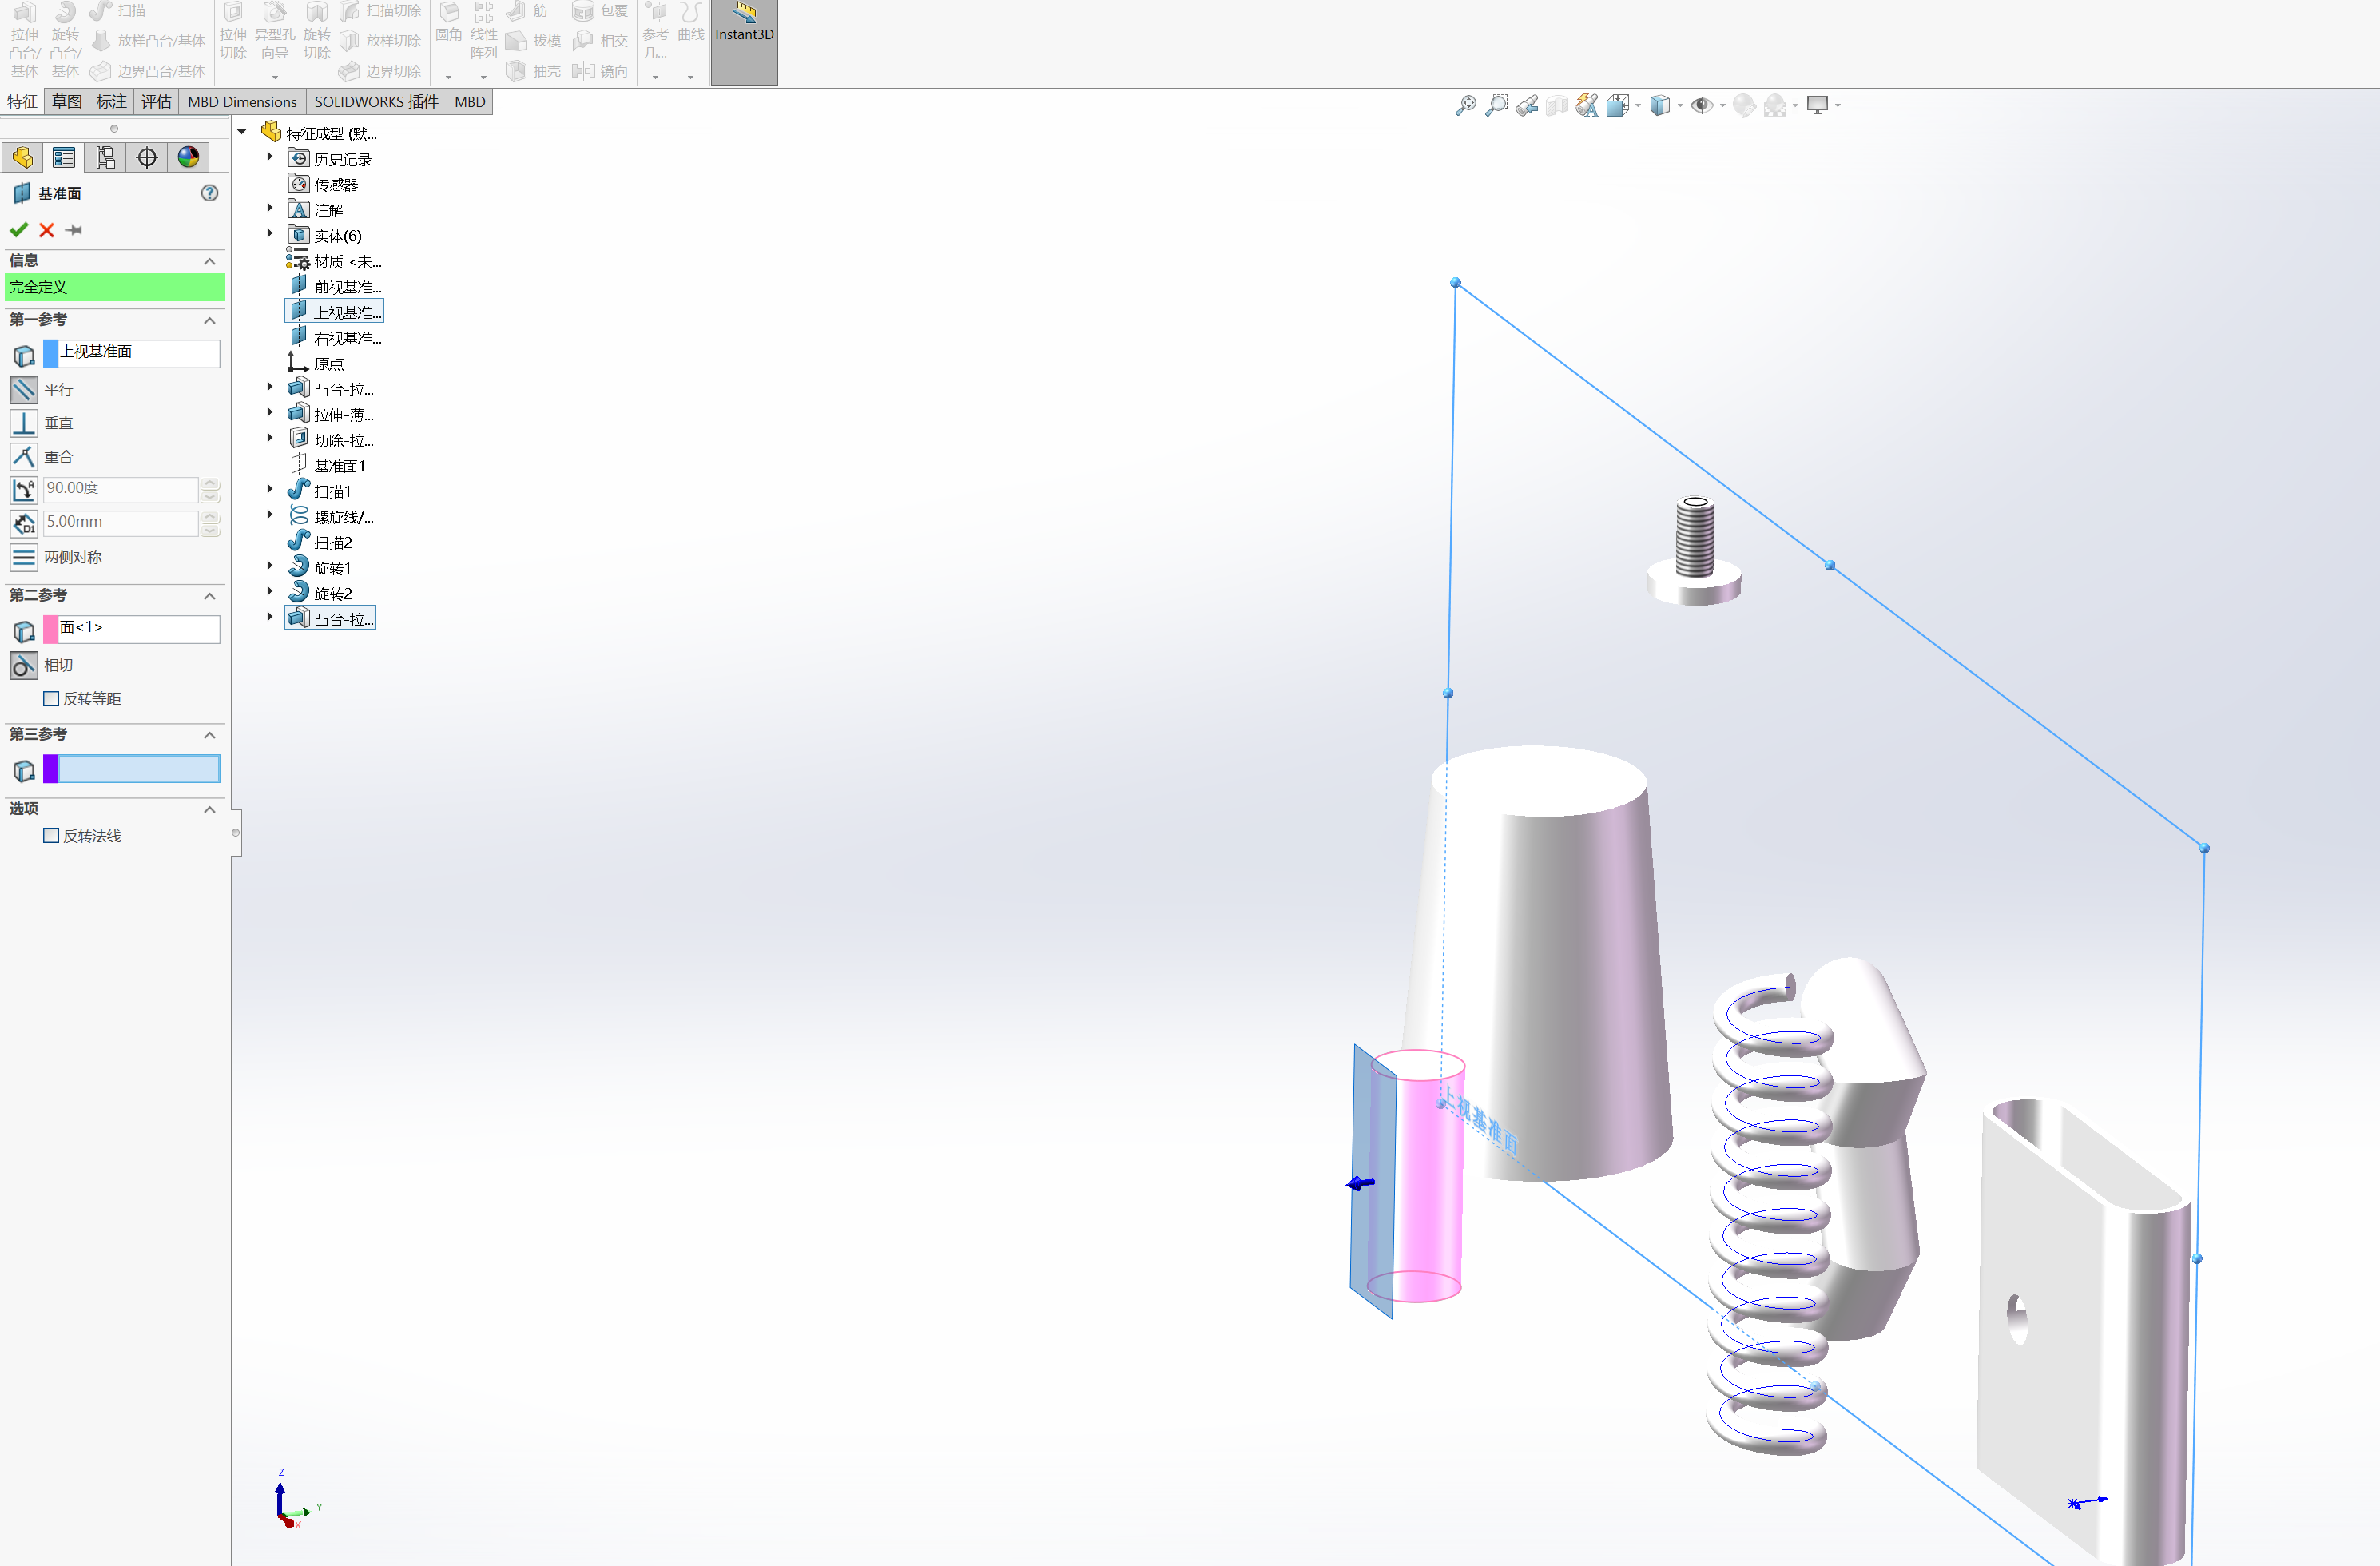 扫描
筋
包覆
扫描切除
拉伸凸台/基体
旋转凸台/基体
放样凸台/基体
边界凸台/基体
拉伸切除
异型孔向导
旋转切除
放样切除
边界切除
圆角
线性阵列
拔模
抽壳
相交
镜向
参考几...
曲线
Instant3D
特征
草图
标注
评估
MBD Dimensions
SOLIDWORKS 插件
MBD
基准面
信息
完全定义
第一参考
上视基准面
平行
垂直
重合
90.00度
5.00mm
两侧对称
第二参考
面<1>
相切
反转等距
第三参考
选项
反转法线
特征成型 (默...
历史记录
传感器
注解
实体(6)
材质 <未...
前视基准...
上视基准...
右视基准...
原点
凸台-拉...
拉伸-薄...
切除-拉...
基准面1
扫描1
螺旋线/...
扫描2
旋转1
旋转2
凸台-拉...
上视基准面
Z
Y
X